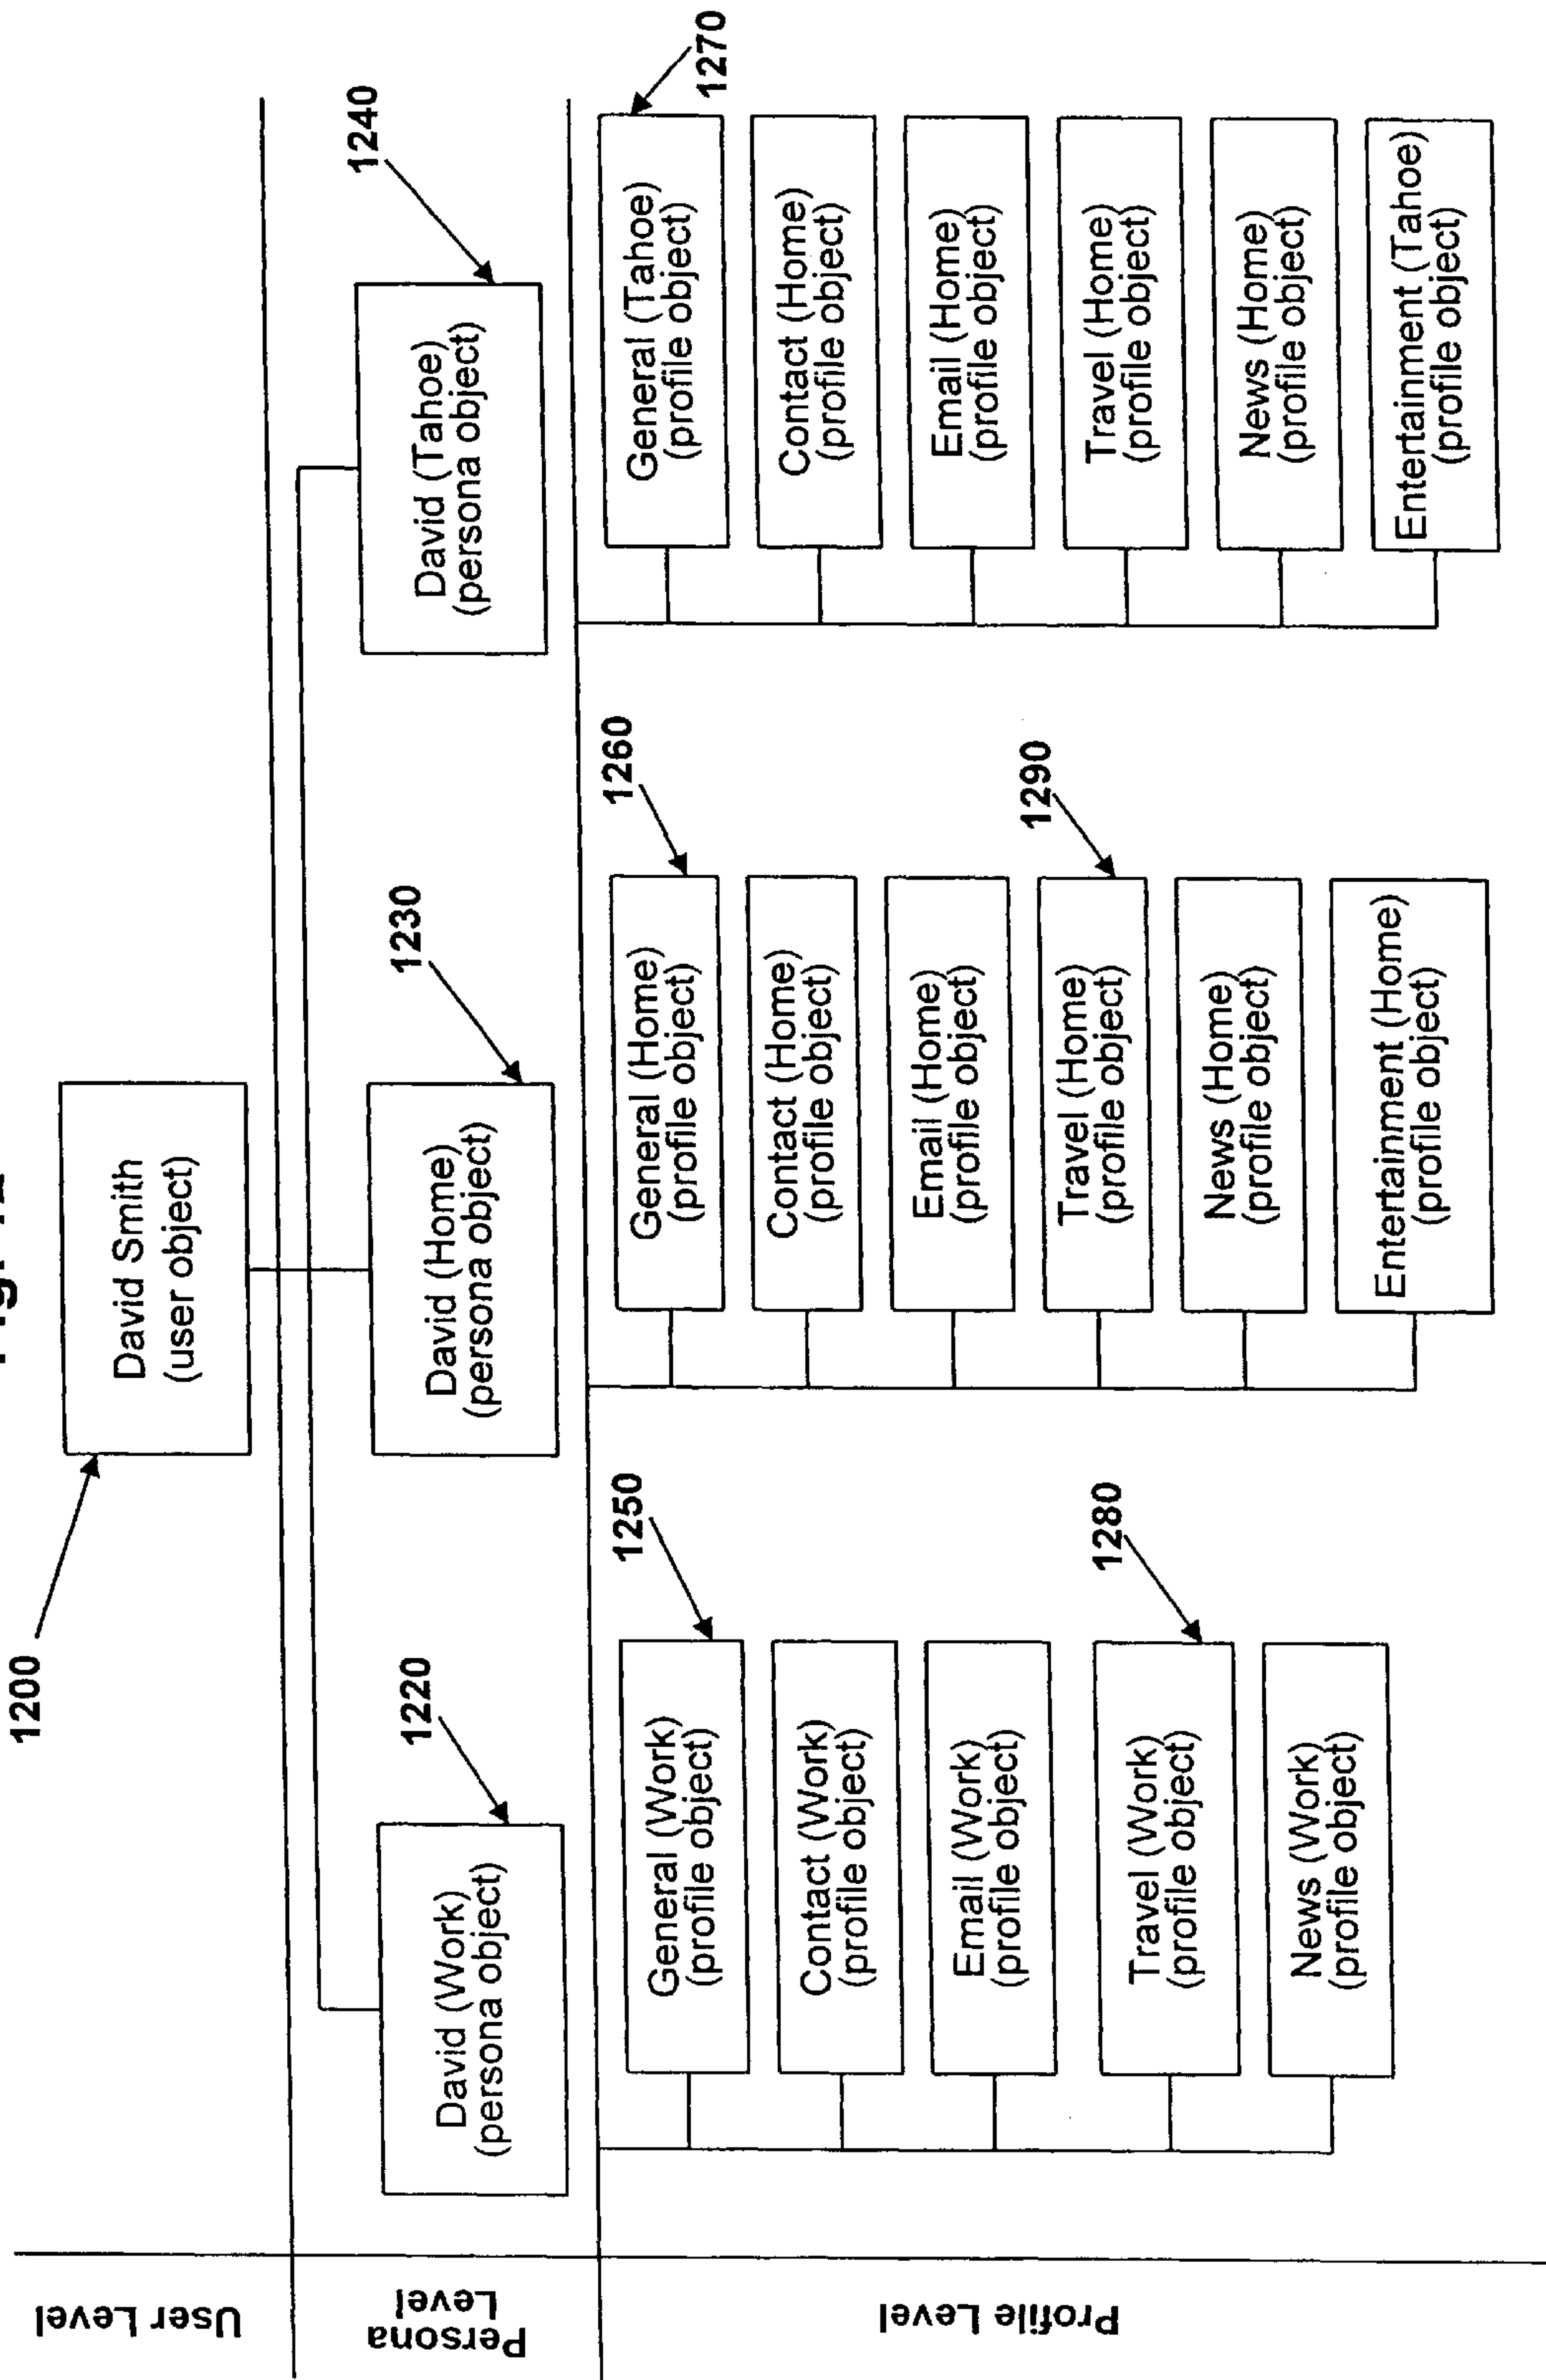 1200
David Smith
(user object)
User Level
Persona
Level
1220
David (Work)
(persona object)
1230
David (Home)
(persona object)
1240
David (Tahoe)
(persona object)
Profile Level
1250
General (Work)
(profile object)
Contact (Work)
(profile object)
Email (Work)
(profile object)
1280
Travel (Work)
(profile object)
News (Work)
(profile object)
1260
General (Home)
(profile object)
Contact (Home)
(profile object)
Email (Home)
(profile object)
1290
Travel (Home)
(profile object)
News (Home)
(profile object)
Entertainment (Home)
(profile object)
1270
General (Tahoe)
(profile object)
Contact (Home)
(profile object)
Email (Home)
(profile object)
Travel (Home)
(profile object)
News (Home)
(profile object)
Entertainment (Tahoe)
(profile object)